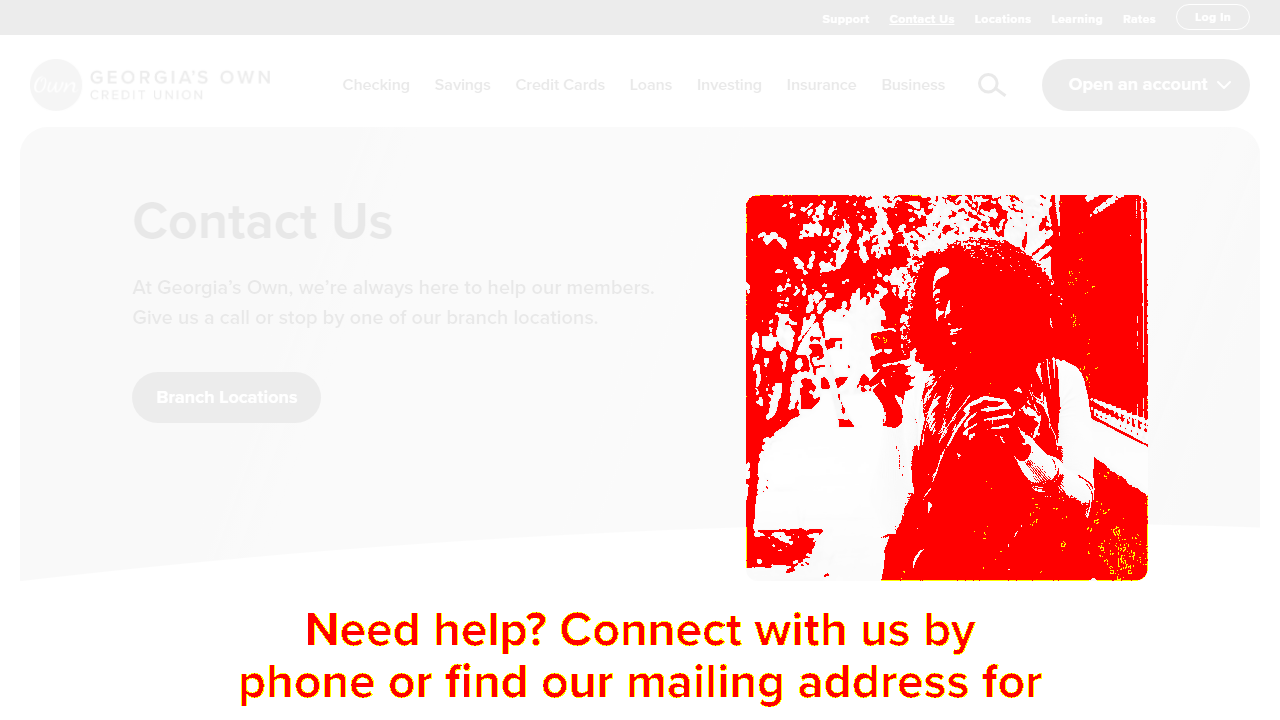 Support Contact Us Locations Learning Rates Log In
Own GEORGIA'S OWN
CREDIT UNION
Checking Savings Credit Cards Loans Investing Insurance Business Open an account
Contact Us
At Georgia's Own, we're always here to help our members.
Give us a call or stop by one of our branch locations.
Branch Locations
Need help? Connect with us by
phone or find our mailing address for